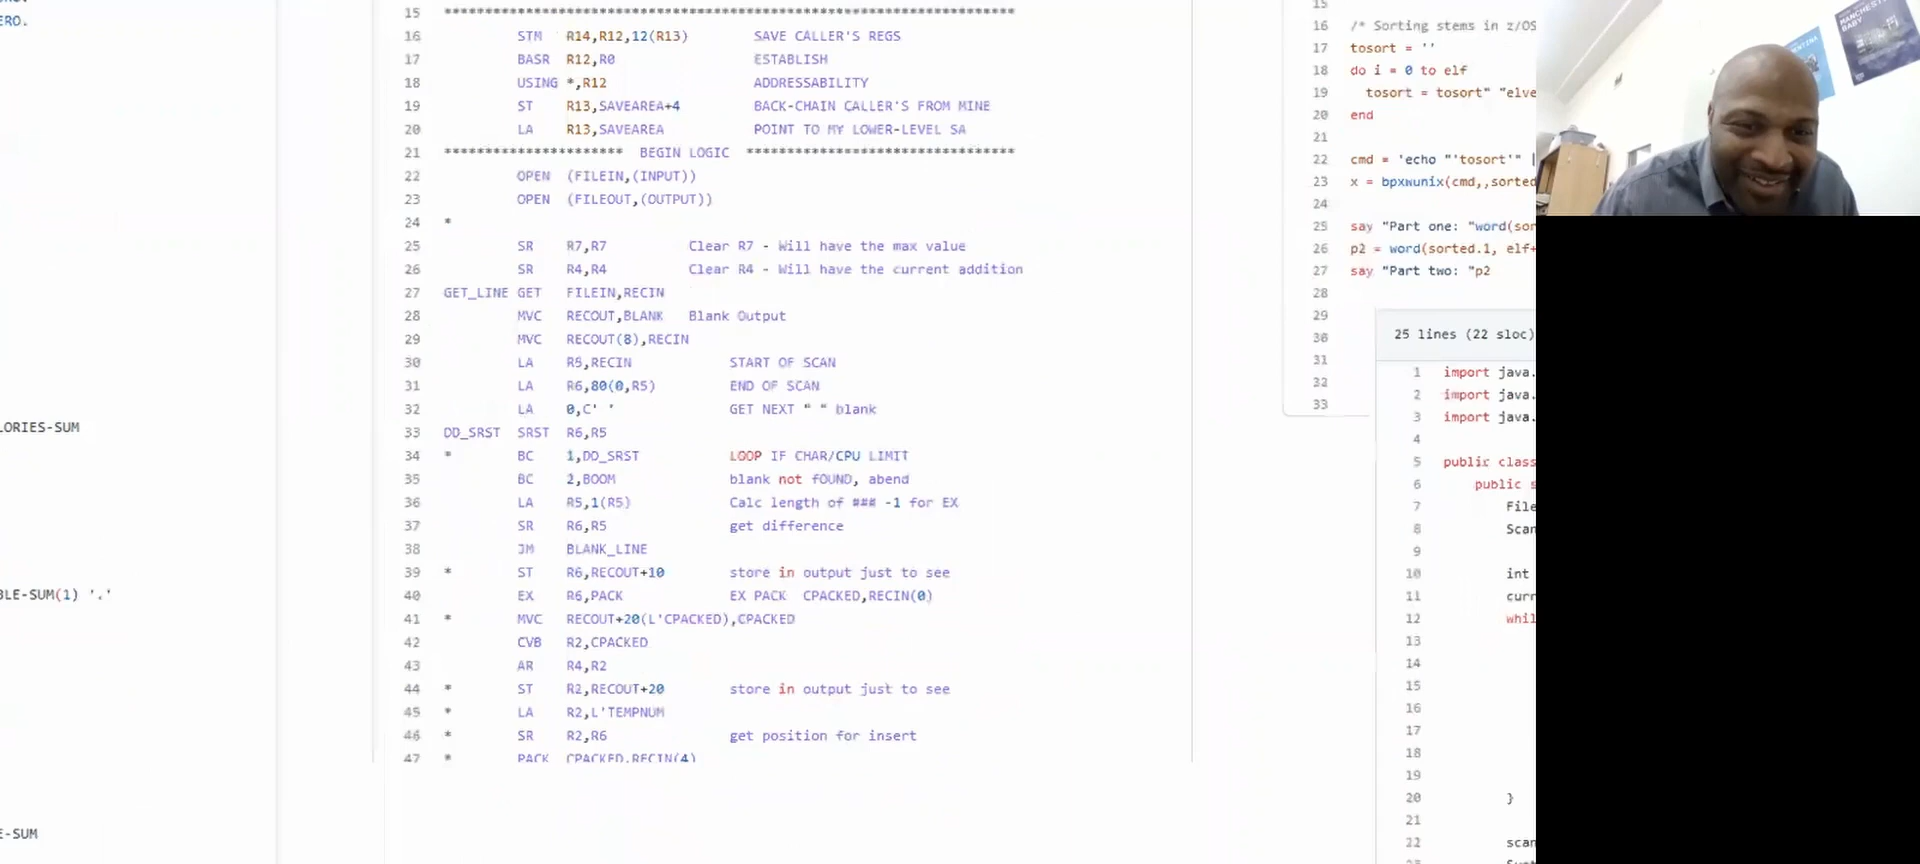 ERO.
LORIES-SUM
BLE-SUM(1) '.'
E-SUM
15 **********************************************************************
16 STM R14,R12,12(R13) SAVE CALLER'S REGS
17 BASR R12,R0 ESTABLISH
18 USING *,R12 ADDRESSABILITY
19 ST R13,SAVEAREA+4 BACK-CHAIN CALLER'S FROM MINE
20 LA R13,SAVEAREA POINT TO MY LOWER-LEVEL SA
21 ********************** BEGIN LOGIC *********************************
22 OPEN (FILEIN,(INPUT))
23 OPEN (FILEOUT,(OUTPUT))
24 *
25 SR R7,R7 Clear R7 - Will have the max value
26 SR R4,R4 Clear R4 - Will have the current addition
27 GET_LINE GET FILEIN,RECIN
28 MVC RECOUT,BLANK Blank Output
29 MVC RECOUT(8),RECIN
30 LA R5,RECIN START OF SCAN
31 LA R6,80(0,R5) END OF SCAN
32 LA 0,C' ' GET NEXT " " blank
33 DO_SRST SRST R6,R5
34 * BC 1,DO_SRST LOOP IF CHAR/CPU LIMIT
35 BC 2,BOOM blank not fOUND, abend
36 LA R5,1(R5) Calc length of ### -1 for EX
37 SR R6,R5 get difference
38 JM BLANK_LINE
39 * ST R6,RECOUT+10 store in output just to see
40 EX R6,PACK EX PACK CPACKED,RECIN(0)
41 * MVC RECOUT+20(L'CPACKED),CPACKED
42 CVB R2,CPACKED
43 AR R4,R2
44 * ST R2,RECOUT+20 store in output just to see
45 * LA R2,L'TEMPNUM
46 * SR R2,R6 get position for insert
47 * PACK CPACKED,RECIN(4)
15
16 /* Sorting stems in z/OS
17 tosort = ''
18 do i = 0 to elf
19 tosort = tosort" "elve
20 end
21
22 cmd = 'echo "'tosort'" |
23 x = bpxwunix(cmd,,sorted
24
25 say "Part one: "word(sor
26 p2 = word(sorted.1, elf+
27 say "Part two: "p2
28
29
30
31
32
33
25 lines (22 sloc)
1 import java.
2 import java.
3 import java.
4
5 public class
6 public s
7 File
8 Scan
9
10 int
11 curr
12 whil
13
14
15
16
17
18
19
20 }
21
22 scan
MANCHESTER
BABY